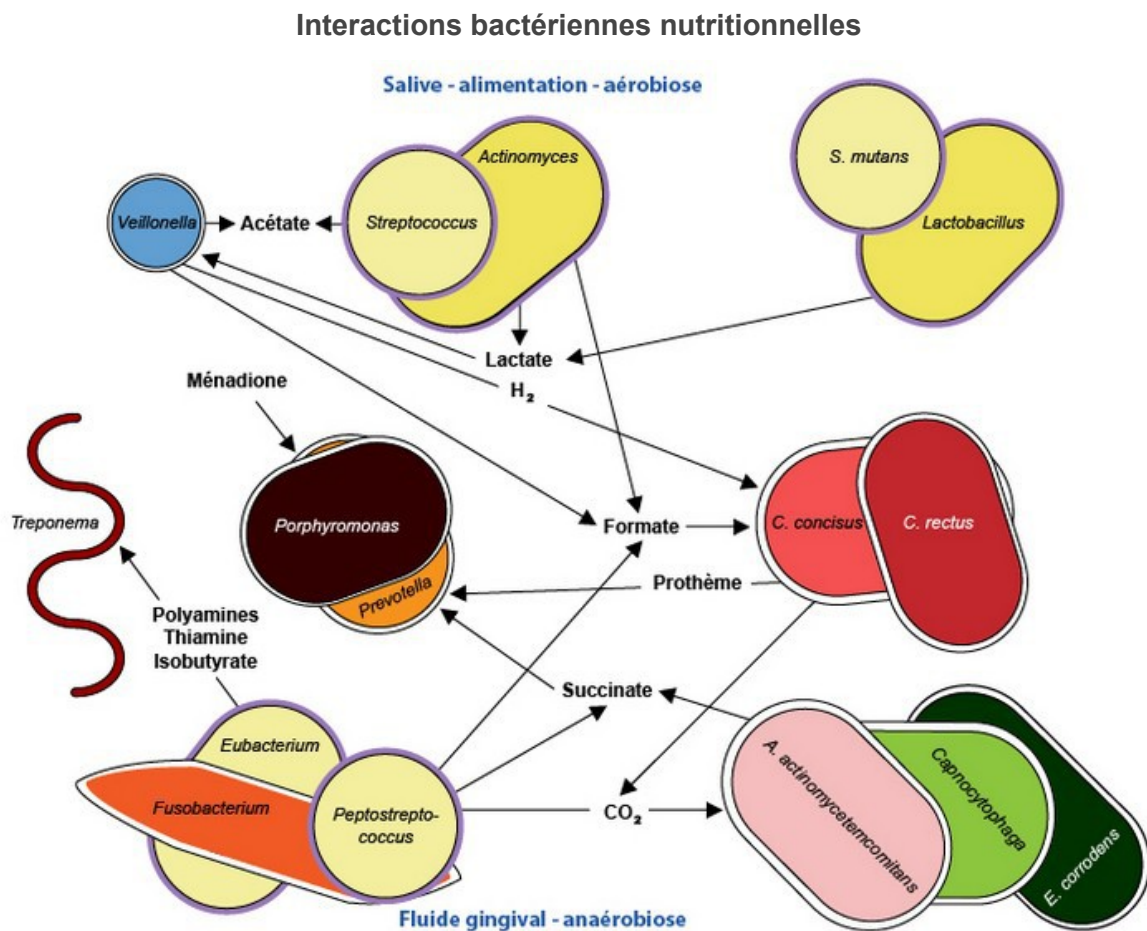 Interactions bactériennes nutritionnelles
Salive - alimentation - aérobiose
Actinomyces
S. mutans
Veillonella
Acétate
Streptococcus
Lactobacillus
Lactate
H₂
Ménadione
Treponema
Porphyromonas
Formate
C. concisus
C. rectus
Prevotella
Prothème
Polyamines
Thiamine
Isobutyrate
Succinate
Eubacterium
Fusobacterium
Peptostrepto-
coccus
CO₂
A. actinomycetemcomitans
Capnocytophaga
E. corrodens
Fluide gingival - anaérobiose